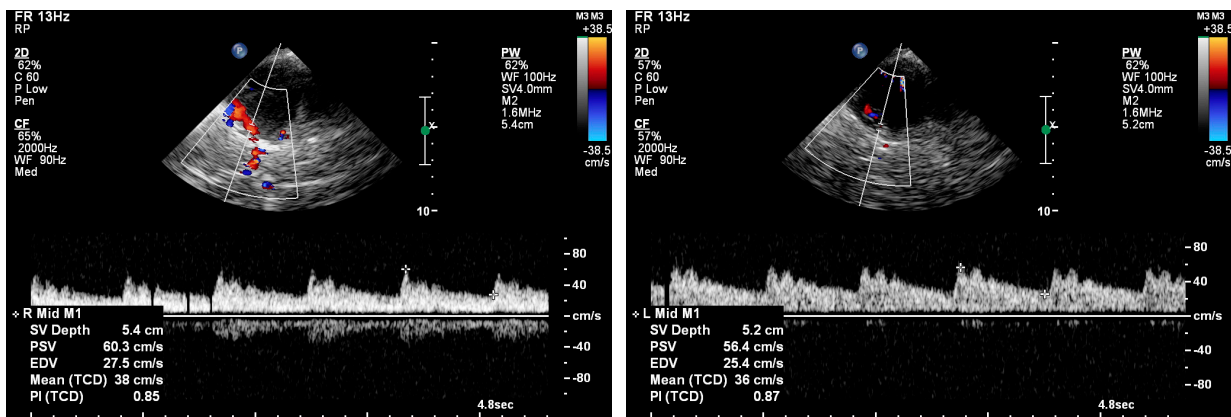 FR 13Hz
RP
2D
62%
C 60
P Low
Pen
CF
65%
2000Hz
WF 90Hz
Med
P
PW
62%
WF 100Hz
SV4.0mm
M2
1.6MHz
5.4cm
M3 M3
+38.5
-38.5
cm/s
x
10
80
40
cm/s
-40
-80
R Mid M1
SV Depth 5.4 cm
PSV 60.3 cm/s
EDV 27.5 cm/s
Mean (TCD) 38 cm/s
PI (TCD) 0.85
4.8sec
FR 13Hz
RP
2D
57%
C 60
P Low
Pen
CF
57%
2000Hz
WF 90Hz
Med
P
PW
62%
WF 100Hz
SV4.0mm
M2
1.6MHz
5.2cm
M3 M3
+38.5
-38.5
cm/s
x
10
80
40
cm/s
-40
-80
L Mid M1
SV Depth 5.2 cm
PSV 56.4 cm/s
EDV 25.4 cm/s
Mean (TCD) 36 cm/s
PI (TCD) 0.87
4.8sec